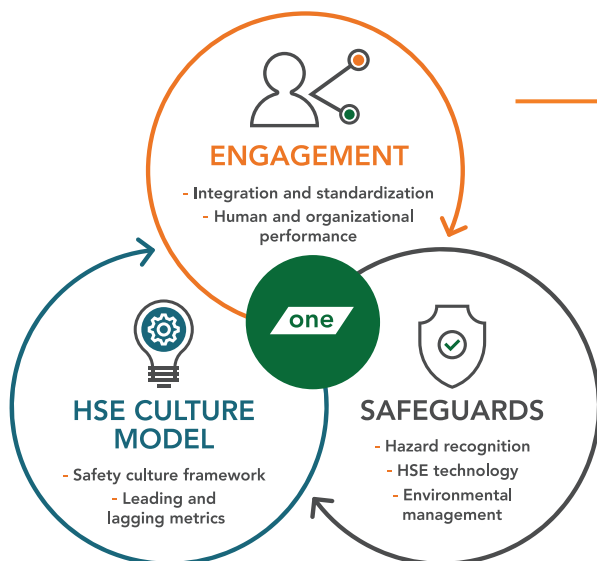 ENGAGEMENT
- Integration and standardization
- Human and organizational
performance
one
HSE CULTURE
MODEL
- Safety culture framework
- Leading and
lagging metrics
SAFEGUARDS
- Hazard recognition
- HSE technology
- Environmental
management